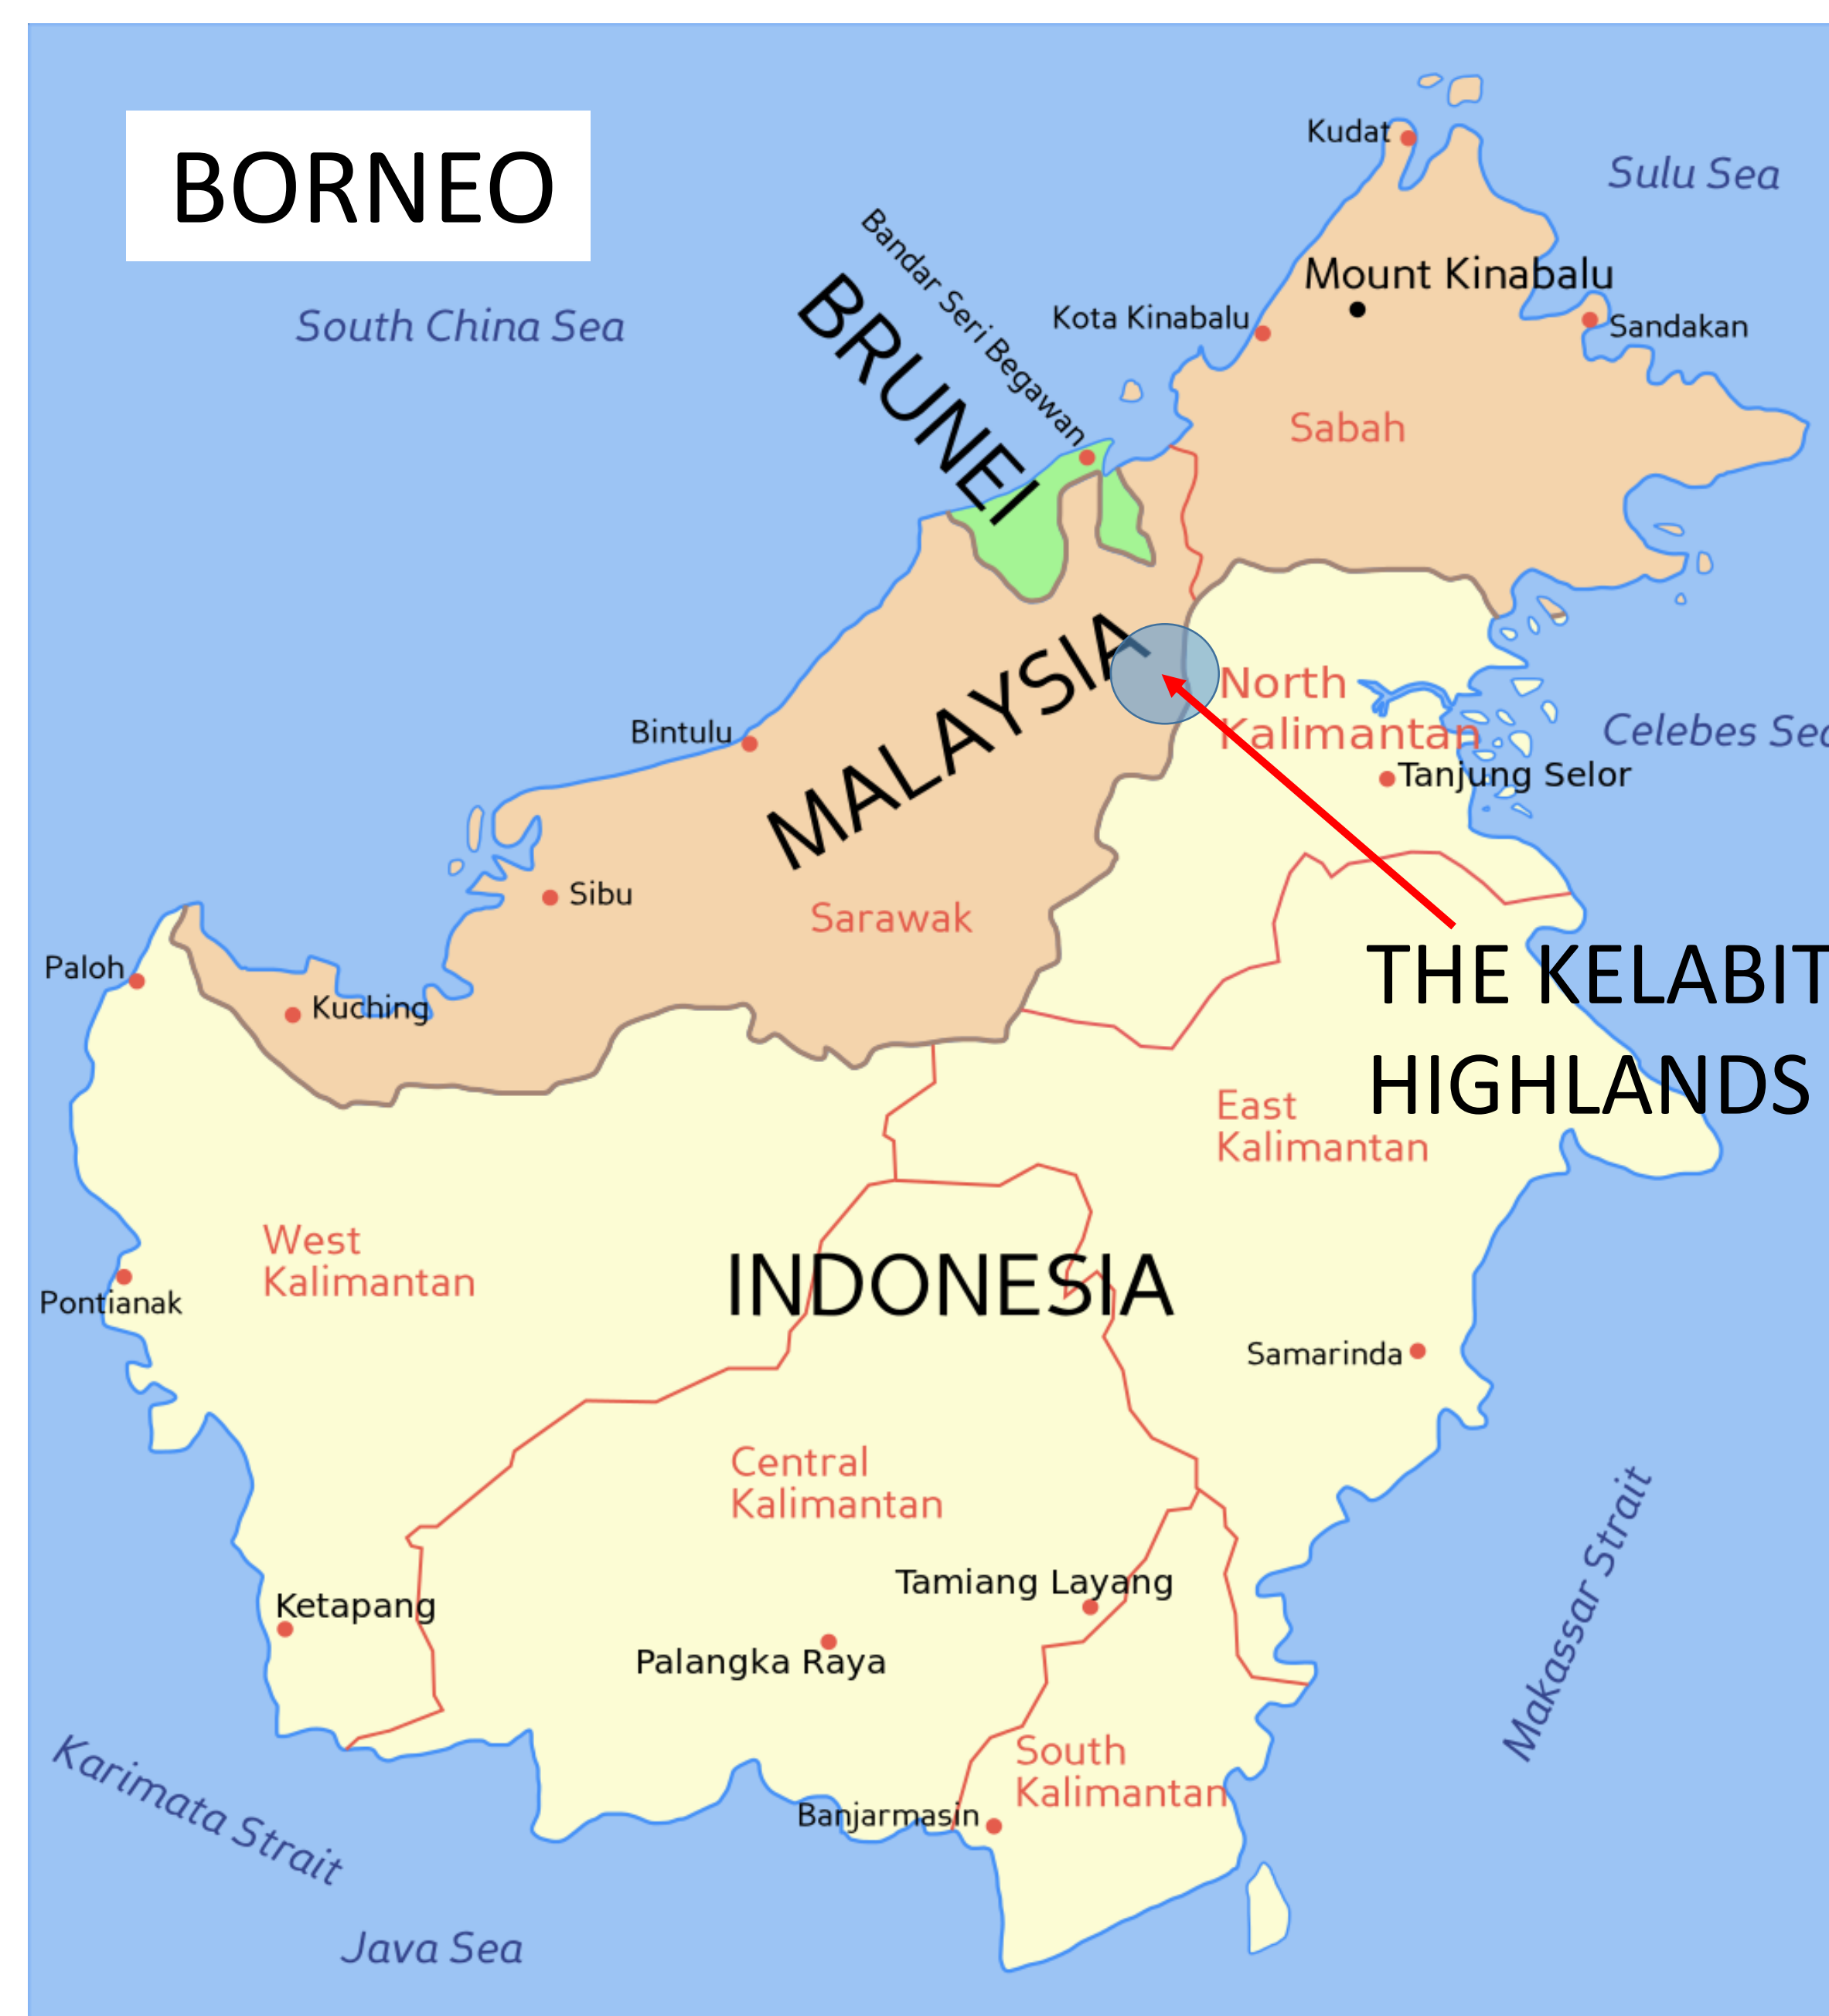 BORNEO
Kudat
Sulu Sea
Bandar Seri Begawan
BRUNEI
Mount Kinabalu
South China Sea
Kota Kinabalu
Sandakan
Sabah
MALAYSIA
North
Kalimantan
Bintulu
Celebes Sea
Tanjung Selor
Sibu
Sarawak
Paloh
Kuching
THE KELABIT
HIGHLANDS
East
Kalimantan
West
Kalimantan
INDONESIA
Pontianak
Samarinda
Central
Kalimantan
Makassar Strait
Tamiang Layang
Ketapang
Palangka Raya
South
Kalimantan
Karimata Strait
Banjarmasin
Java Sea